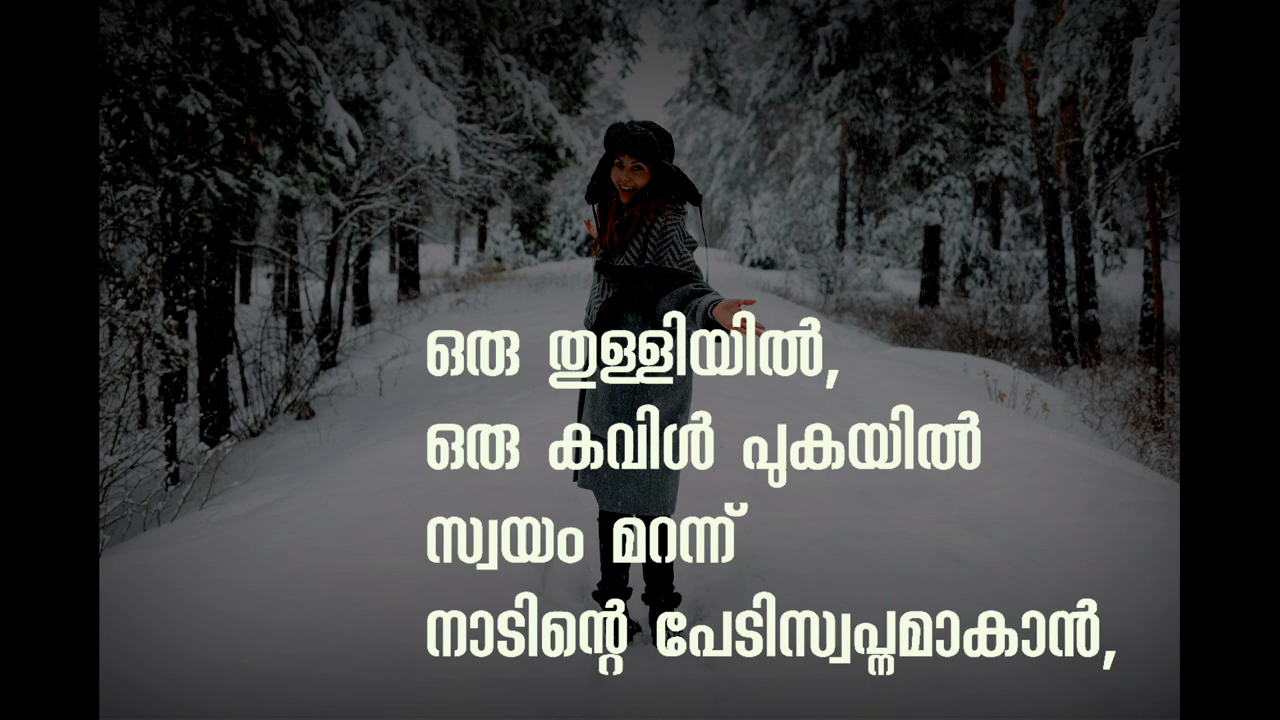 ഒരു തുള്ളിയിൽ,
ഒരു കവിൾ പുകയിൽ
സ്വയം മറന്ന്
നാടിന്റെ പേടിസ്വപ്നമാകാൻ,